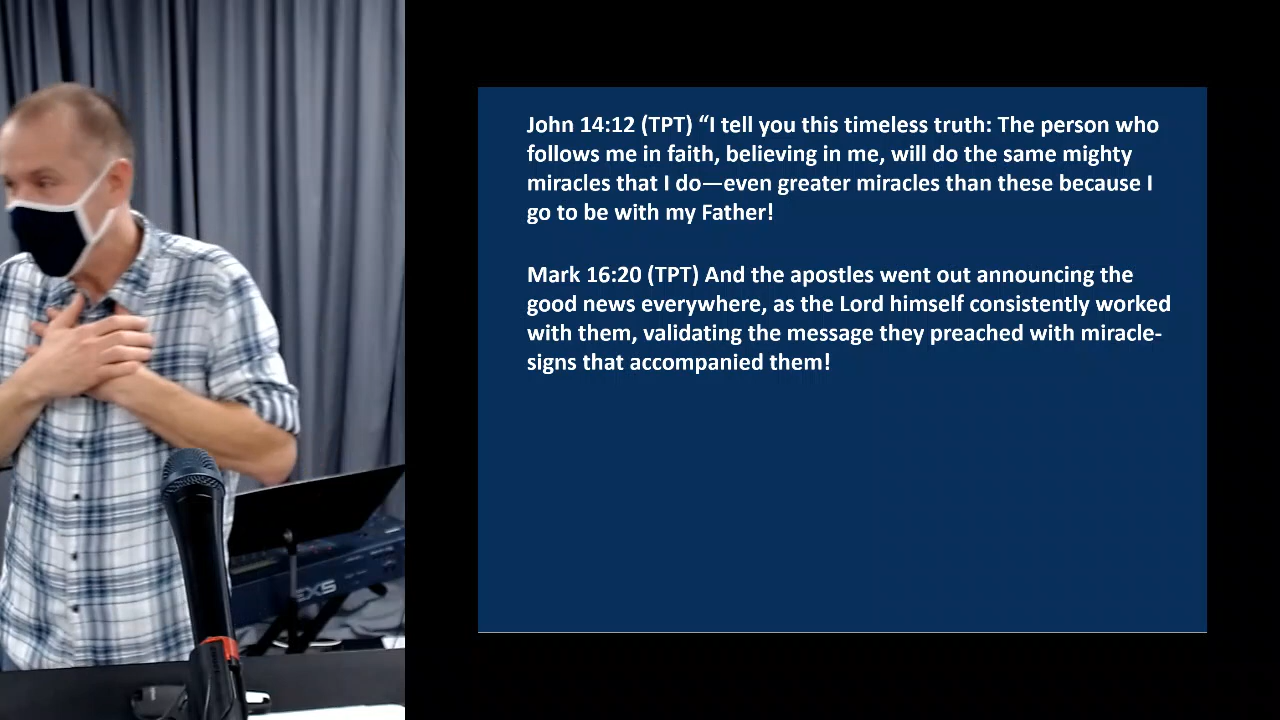 John 14:12 (TPT) “I tell you this timeless truth: The person who
follows me in faith, believing in me, will do the same mighty
miracles that I do—even greater miracles than these because I
go to be with my Father!
Mark 16:20 (TPT) And the apostles went out announcing the
good news everywhere, as the Lord himself consistently worked
with them, validating the message they preached with miracle-
signs that accompanied them!